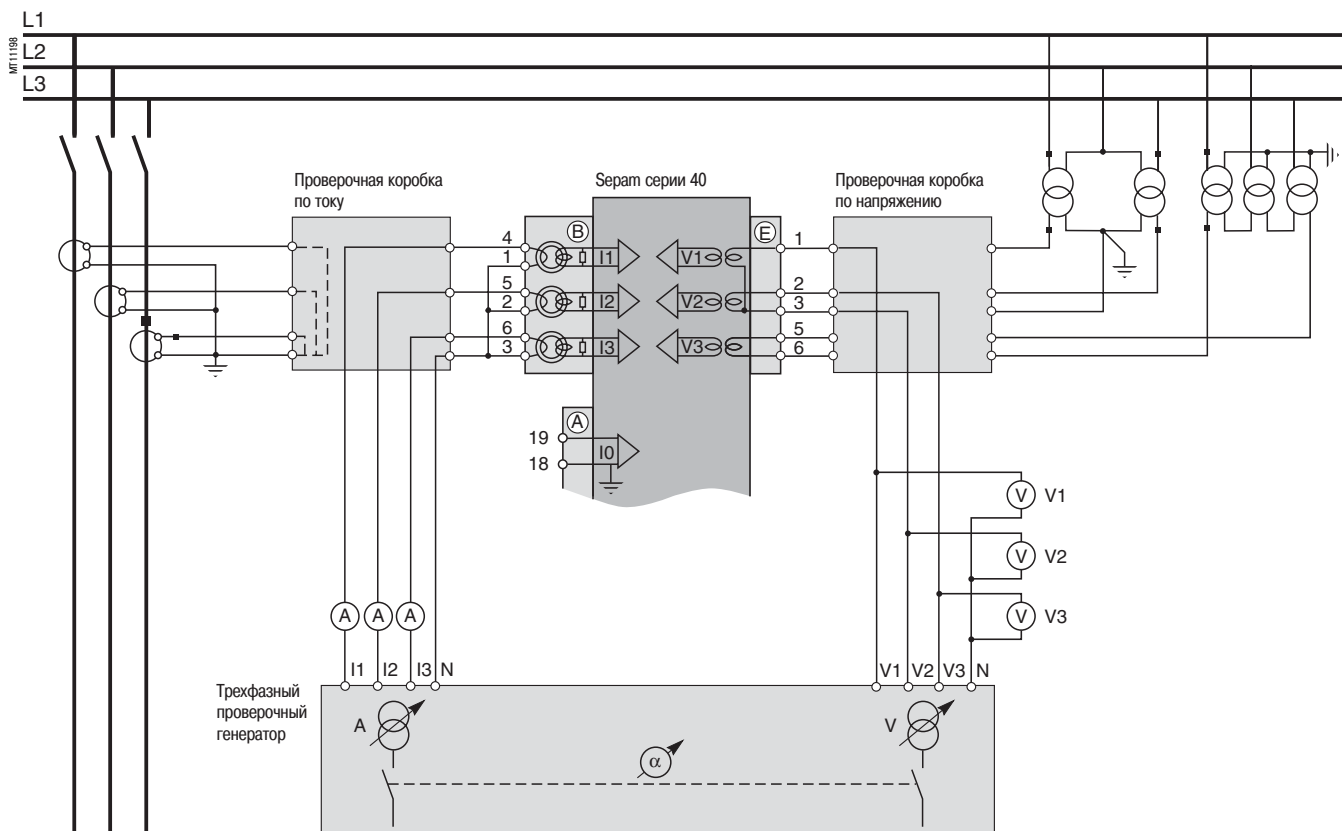 L1
MT11198
L2
L3
Проверочная коробка
по току
Sepam серии 40
Проверочная коробка
по напряжению
4
B
E
1
1
I1
V1
5
2
2
I2
V2
3
6
5
3
I3
V3
6
A
19
I0
18
V
V1
V
V2
A
A
A
V
V3
I1
I2
I3
N
V1
V2
V3
N
Трехфазный
проверочный
генератор
A
V
α